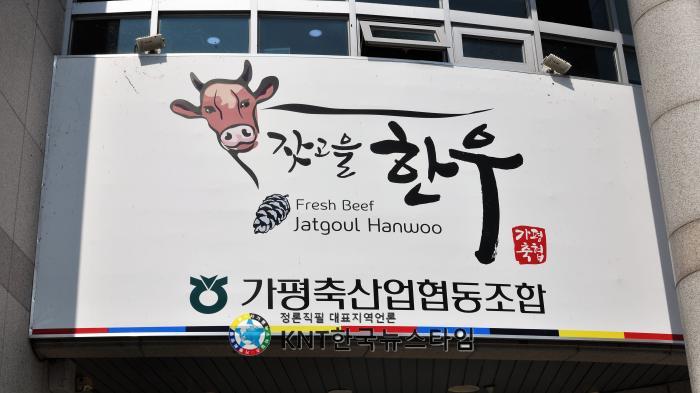 잣고을 한우
Fresh Beef
Jatgoul Hanwoo
가평
축협
가평축산업협동조합
정론직필 대표지역언론
KNT한국뉴스타임